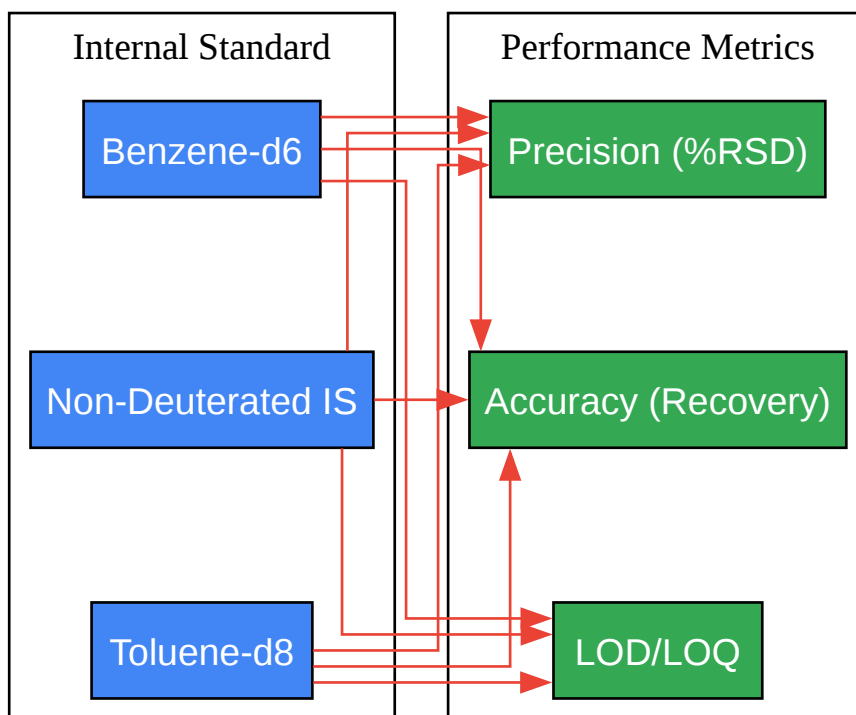 Internal Standard
Performance Metrics
Benzene-d6
Precision (%RSD)
Non-Deuterated IS
Accuracy (Recovery)
Toluene-d8
LOD/LOQ